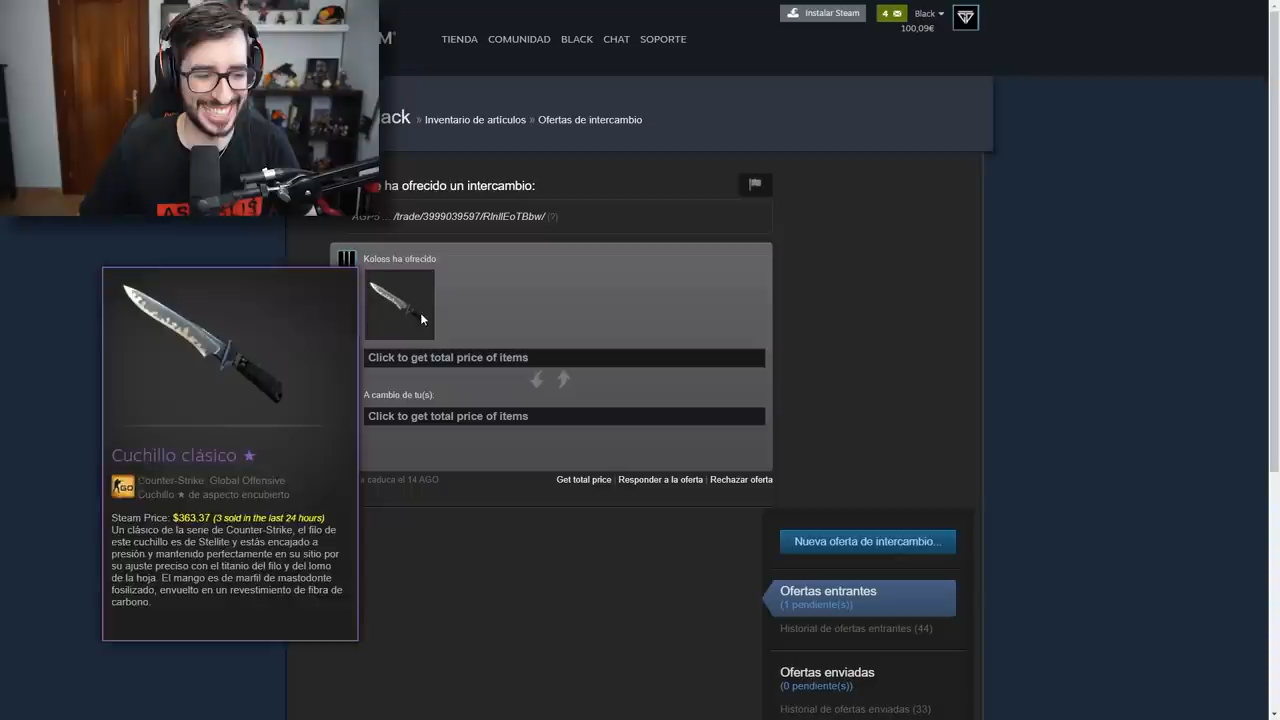 Instalar Steam
4
Black
100,09€
M
TIENDA COMUNIDAD BLACK CHAT SOPORTE
ack » Inventario de artículos » Ofertas de intercambio
ha ofrecido un intercambio:
/trade/3999039597/RlnIlEoTBbw/ (?)
Koloss ha ofrecido
Click to get total price of items
A cambio de tu(s):
Click to get total price of items
a caduca el 14 AGO
Get total price | Responder a la oferta | Rechazar oferta
Cuchillo clásico ★
GO
Counter-Strike: Global Offensive
Cuchillo ★ de aspecto encubierto
Steam Price: $363.37 (3 sold in the last 24 hours)
Un clásico de la serie de Counter-Strike, el filo de
este cuchillo es de Stellite y estás encajado a
presión y mantenido perfectamente en su sitio por
su ajuste preciso con el titanio del filo y del lomo
de la hoja. El mango es de marfil de mastodonte
fosilizado, envuelto en un revestimiento de fibra de
carbono.
Nueva oferta de intercambio...
Ofertas entrantes
(1 pendiente(s))
Historial de ofertas entrantes (44)
Ofertas enviadas
(0 pendiente(s))
Historial de ofertas enviadas (33)